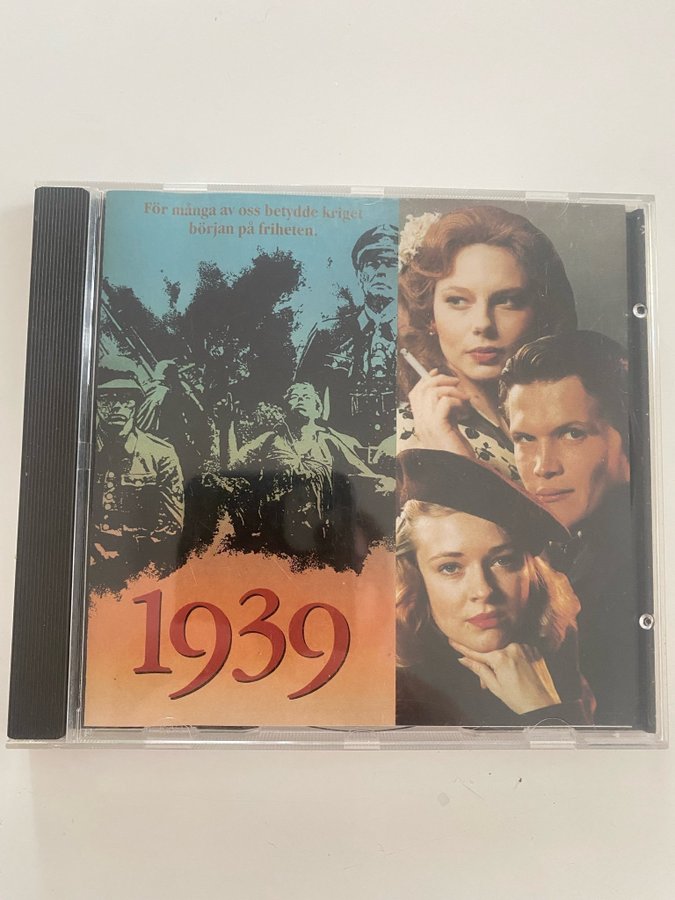 För många av oss betydde kriget
början på friheten.
1939